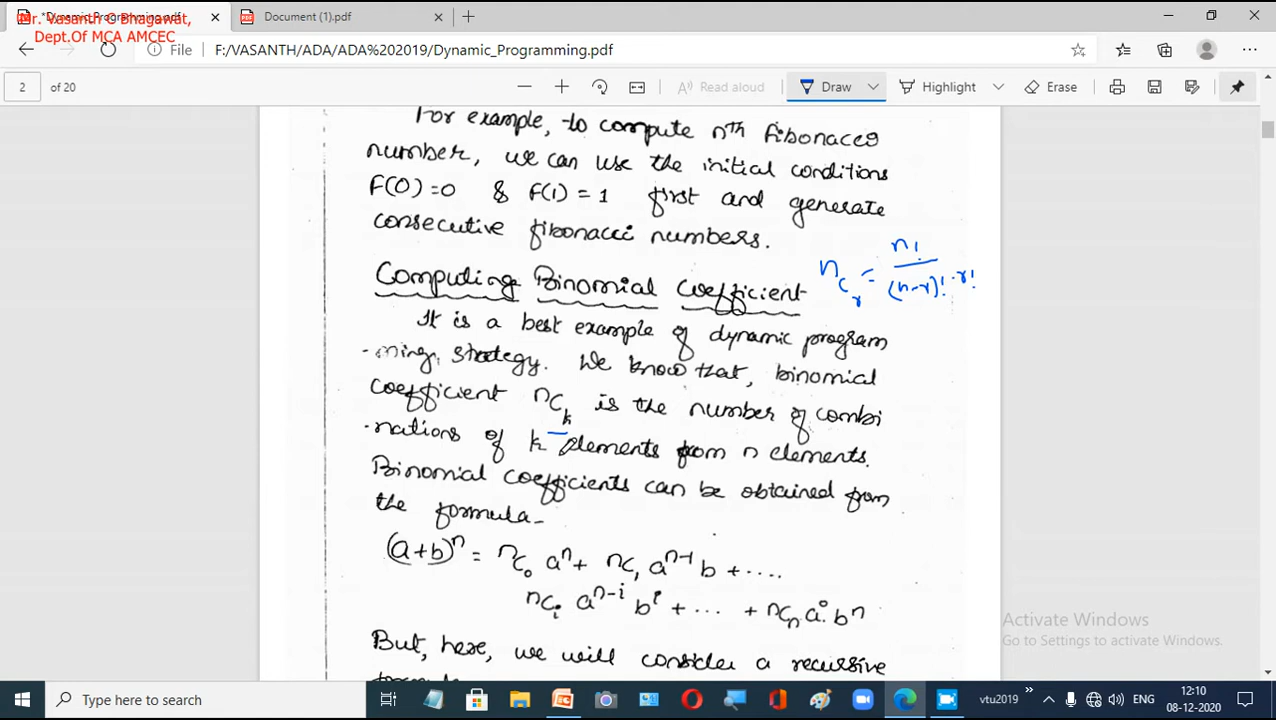 *Dynamic_Programming.pdf
Document (1).pdf
Dr. Vasanth G Bhagawat,
Dept.Of MCA AMCEC
File F:/VASANTH/ADA/ADA%202019/Dynamic_Programming.pdf
2 of 20 Read aloud Draw Highlight Erase
For example, to compute nth Fibonacco
number, we can use the initial conditions
F(0)=0 & F(1)=1 first and generate
consecutive fibonacci numbers.
nCr = n! / (n-r)!·r!
Computing Binomial Coefficient
It is a best example of dynamic program
-ming, strategy. We know that, binomial
coefficient nCk is the number of combi
-nations of k elements from n elements.
Binomial coefficients can be obtained from
the formula-
(a+b)^n = nC0 a^n + nC1 a^n-1 b + ....
nCi a^n-i b^i + ... + nCn a^0. b^n
But, here, we will consider a recursive
Activate Windows
Go to Settings to activate Windows.
Type here to search
vtu2019 » ENG 12:10
08-12-2020